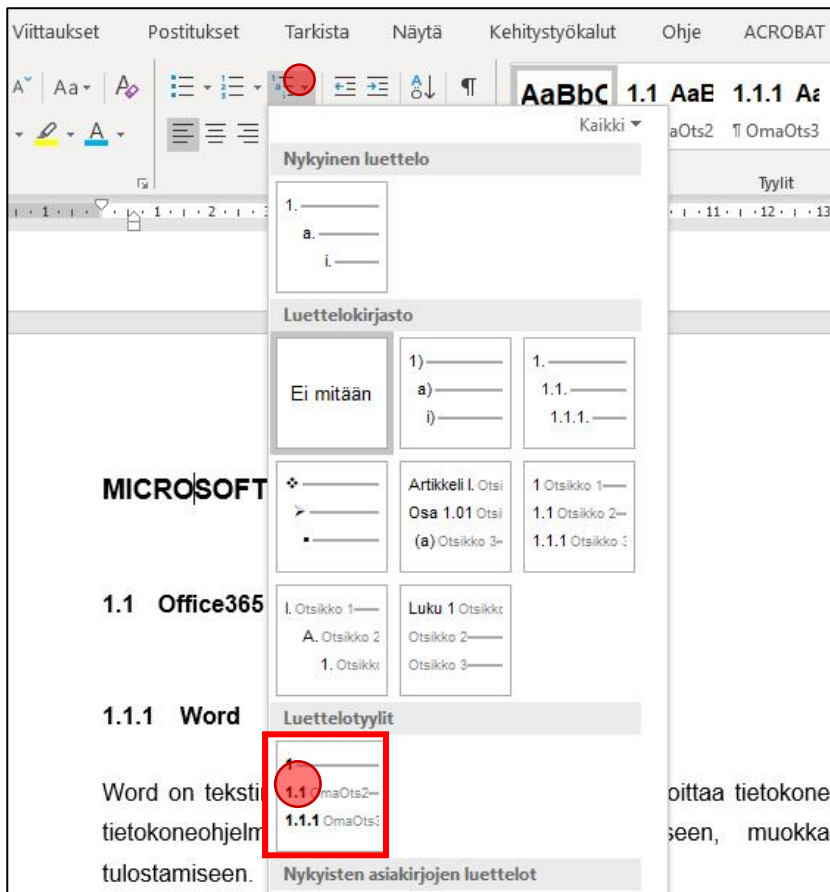 Viittaukset Postitukset Tarkista Näytä Kehitystyökalut Ohje ACROBAT
Aa
AaBbC 1.1 AaB 1.1.1 Aa
Kaikki
aOts2 ¶ OmaOts3
Tyylit
Nykyinen luettelo
1.
a.
i.
Luettelokirjasto
Ei mitään
1)
a)
i)
1.
1.1.
1.1.1.
Artikkeli I. Otsi
Osa 1.01 Otsi
(a) Otsikko 3
1 Otsikko 1
1.1 Otsikko 2
1.1.1 Otsikko 3
I. Otsikko 1
A. Otsikko 2
1. Otsikk
Luku 1 Otsikk
Otsikko 2
Otsikko 3
Luettelotyylit
1
1.1 OmaOts2
1.1.1 OmaOts3
Nykyisten asiakirjojen luettelot
MICROSOFT
1.1 Office365
1.1.1 Word
Word on teksti oittaa tietokone
tietokoneohjelm seen, muokka
tulostamiseen.